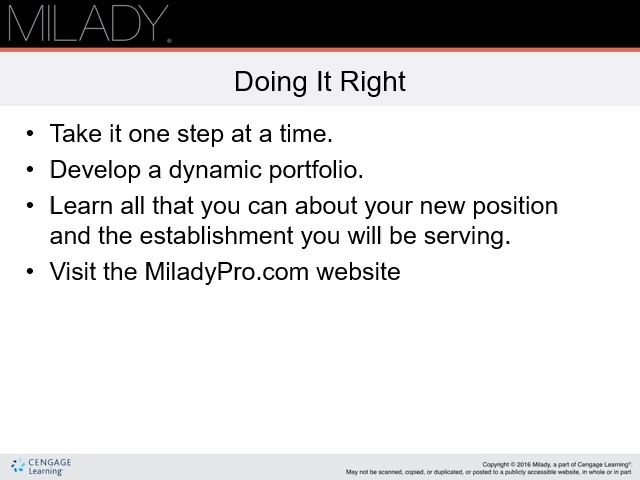 MILADY.
Doing It Right
• Take it one step at a time.
• Develop a dynamic portfolio.
• Learn all that you can about your new position
and the establishment you will be serving.
• Visit the MiladyPro.com website
CENGAGE
Learning®
Copyright © 2016 Milady, a part of Cengage Learning®.
May not be scanned, copied, or duplicated, or posted to a publicly accessible website, in whole or in part.